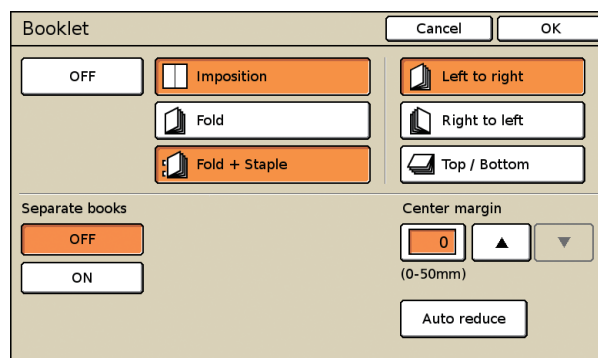 Booklet
Cancel
OK
OFF
Imposition
Left to right
Fold
Right to left
Fold + Staple
Top / Bottom
Separate books
Center margin
OFF
0
ON
(0-50mm)
Auto reduce